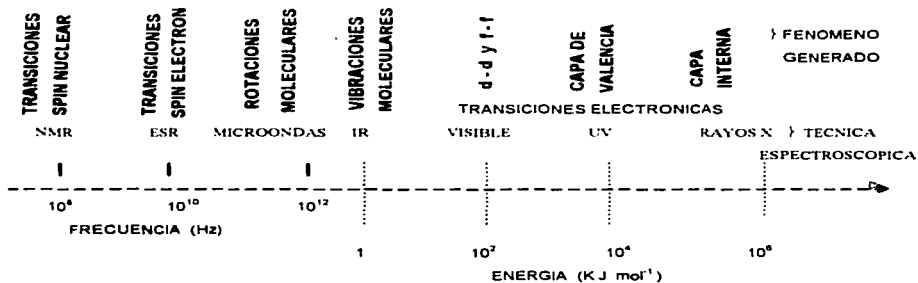 TRANSICIONES
SPIN NUCLEAR
TRANSICIONES
SPIN ELECTRON
ROTACIONES
MOLECULARES
VIBRACIONES
MOLECULARES
d-d y f-f
CAPA DE
VALENCIA
CAPA
INTERNA
} FENOMENO
GENERADO
TRANSICIONES ELECTRONICAS
NMR ESR MICROONDAS IR VISIBLE UV RAYOS X } TECNICA
ESPECTROSCOPICA
10⁸ 10¹⁰ 10¹²
FRECUENCIA (Hz)
1 10² 10⁴ 10⁶
ENERGIA (KJ mol⁻¹)